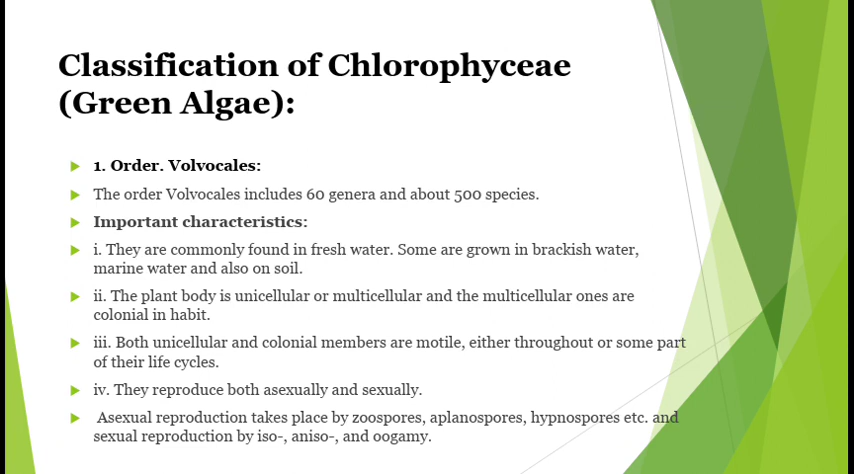 Classification of Chlorophyceae
(Green Algae):
1. Order. Volvocales:
The order Volvocales includes 60 genera and about 500 species.
Important characteristics:
i. They are commonly found in fresh water. Some are grown in brackish water,
marine water and also on soil.
ii. The plant body is unicellular or multicellular and the multicellular ones are
colonial in habit.
iii. Both unicellular and colonial members are motile, either throughout or some part
of their life cycles.
iv. They reproduce both asexually and sexually.
Asexual reproduction takes place by zoospores, aplanospores, hypnospores etc. and
sexual reproduction by iso-, aniso-, and oogamy.